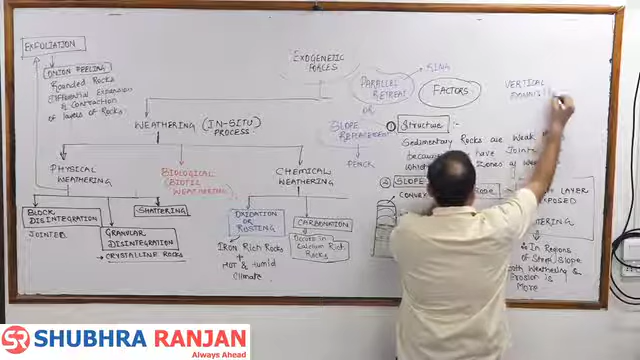 EXFOLIATION
ONION PEELING
Rounded Rocks
Differential Expansion
& Contraction
of layers of Rocks
EXOGENETIC
FORCES
WEATHERING (IN-SITU
PROCESS)
PHYSICAL
WEATHERING
BIOLOGICAL
(BIOTIC
WEATHERING)
CHEMICAL
WEATHERING
BLOCK
DISINTEGRATION
JOINTED
SHATTERING
GRANULAR
DISINTEGRATION
→ CRYSTALLINE ROCKS
OXIDATION
OR
RUSTING
IRON Rich Rocks
+
HOT & Humid
Climate
CARBONATION
Occurs in
Calcium Rich
Rocks
PARALLEL
RETREAT
KING
OR
SLOPE
REPLACEMENT
PENCK
FACTORS
① Structure :-
Sedimentary Rocks are Weak
because have Joints
Zones of
② SLOPE
Slope
LAYER
In Regions
of Steep Slope
Both Weathering &
Erosion is
More
VERTICAL
SHUBHRA RANJAN
Always Ahead